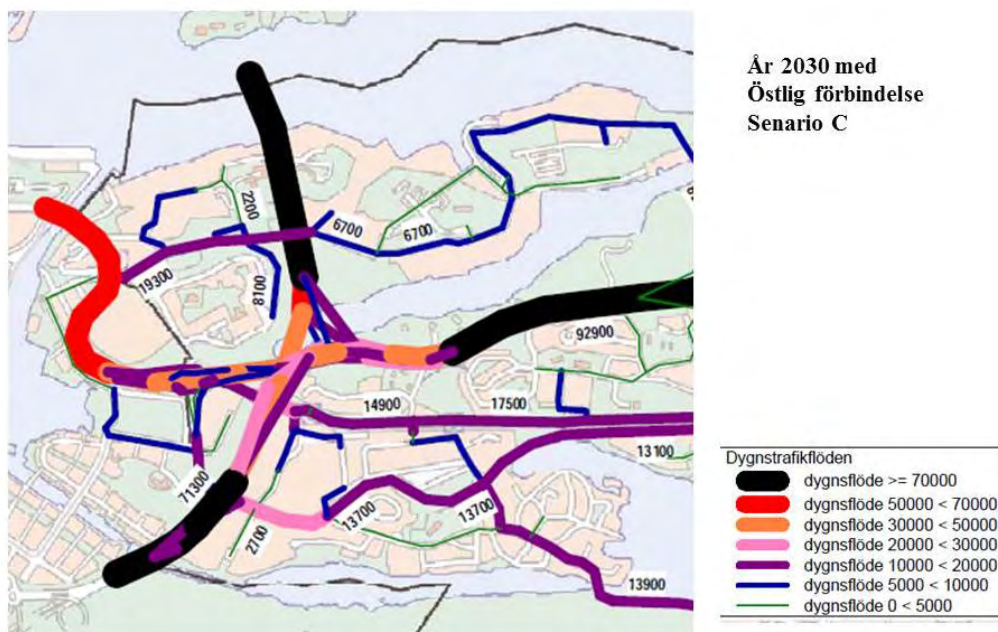 År 2030 med
Östlig förbindelse
Senario C
2200
6700
6700
19300
8100
92900
14900
17500
13100
71300
13700
13700
2700
13900
Dygnstrafikflöden
dygnsflöde >= 70000
dygnsflöde 50000 < 70000
dygnsflöde 30000 < 50000
dygnsflöde 20000 < 30000
dygnsflöde 10000 < 20000
dygnsflöde 5000 < 10000
dygnsflöde 0 < 5000